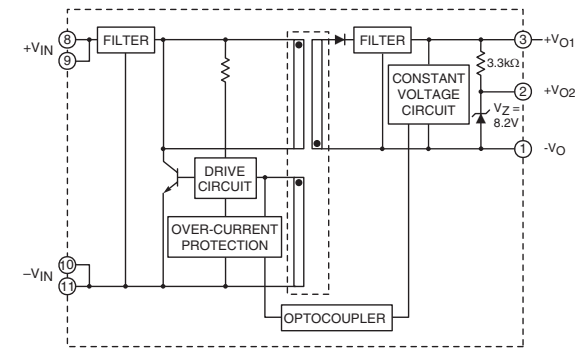 +VIN
8
9
FILTER
FILTER
3
+VO1
3.3kΩ
CONSTANT
VOLTAGE
CIRCUIT
2
+VO2
VZ =
8.2V
1
-VO
DRIVE
CIRCUIT
OVER-CURRENT
PROTECTION
–VIN
10
11
OPTOCOUPLER